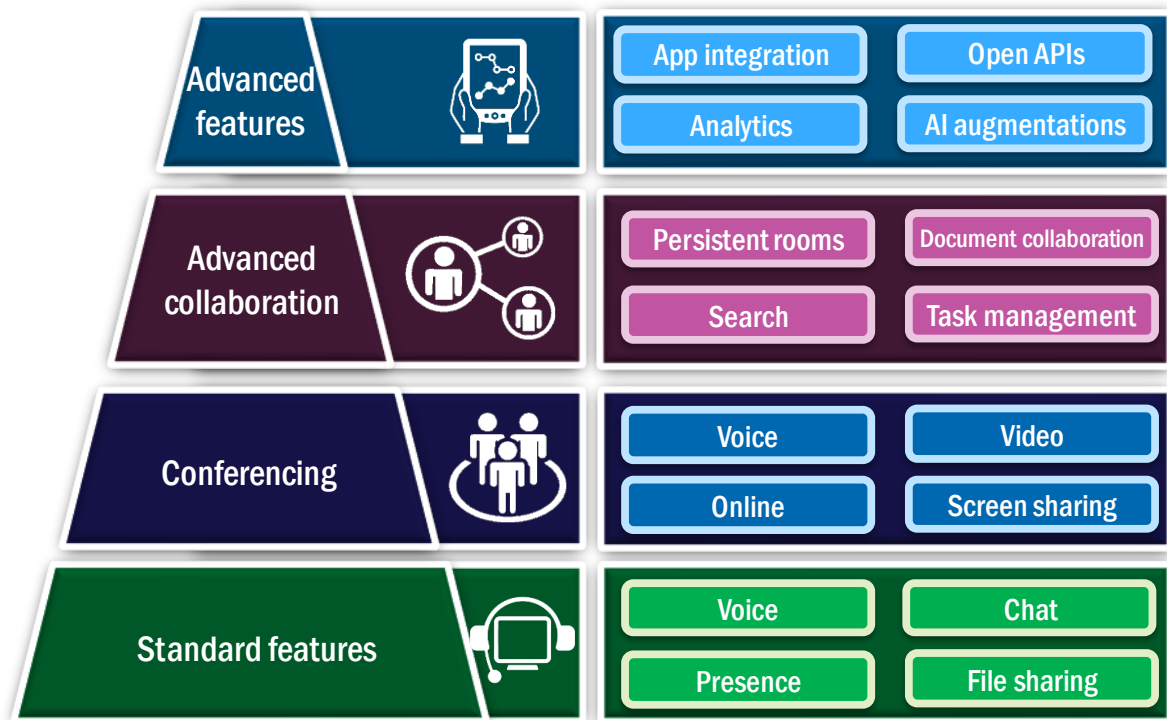 Advanced
features
App integration
Open APIs
Analytics
AI augmentations
Advanced
collaboration
Persistent rooms
Document collaboration
Search
Task management
Conferencing
Voice
Video
Online
Screen sharing
Standard features
Voice
Chat
Presence
File sharing